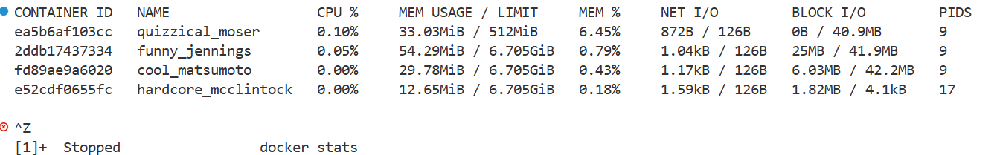 CONTAINER ID   NAME                 CPU %     MEM USAGE / LIMIT     MEM %     NET I/O          BLOCK I/O         PIDS
ea5b6af103cc   quizzical_moser      0.10%     33.03MiB / 512MiB     6.45%     872B / 126B      0B / 40.9MB       9
2ddb17437334   funny_jennings       0.05%     54.29MiB / 6.705GiB   0.79%     1.04kB / 126B    25MB / 41.9MB     9
fd89ae9a6020   cool_matsumoto       0.00%     29.78MiB / 6.705GiB   0.43%     1.17kB / 126B    6.03MB / 42.2MB   9
e52cdf0655fc   hardcore_mcclintock   0.00%     12.65MiB / 6.705GiB   0.18%     1.59kB / 126B    1.82MB / 4.1kB    17
^Z
[1]+  Stopped                 docker stats